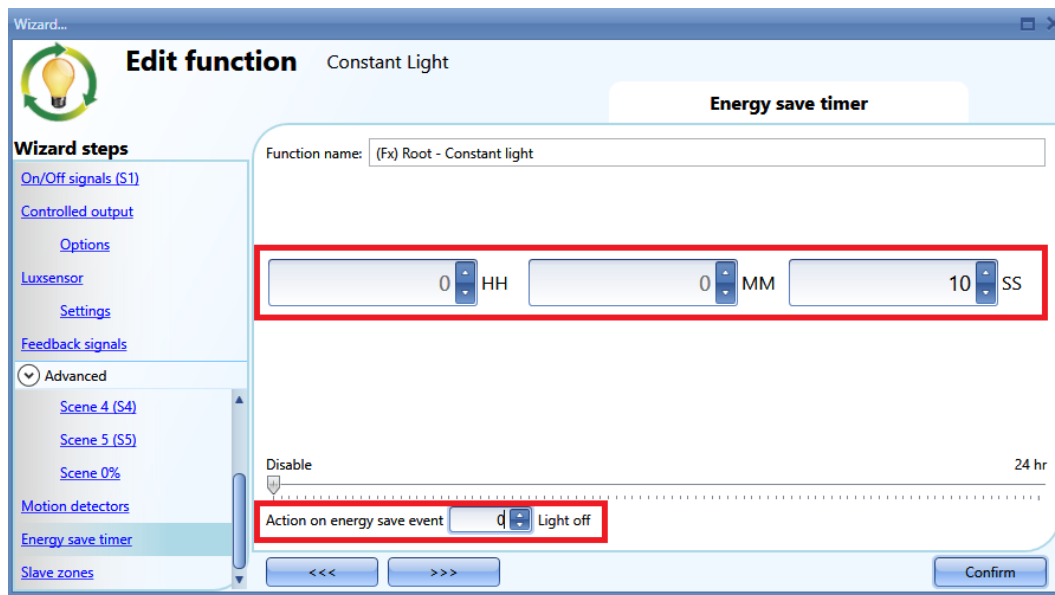 Wizard...
Edit function Constant Light
Energy save timer
Wizard steps
On/Off signals (S1)
Controlled output
Options
Luxsensor
Settings
Feedback signals
Advanced
Scene 4 (S4)
Scene 5 (S5)
Scene 0%
Motion detectors
Energy save timer
Slave zones
Function name: (Fx) Root - Constant light
0 HH 0 MM 10 SS
Disable 24 hr
Action on energy save event 0 Light off
<<< >>> Confirm